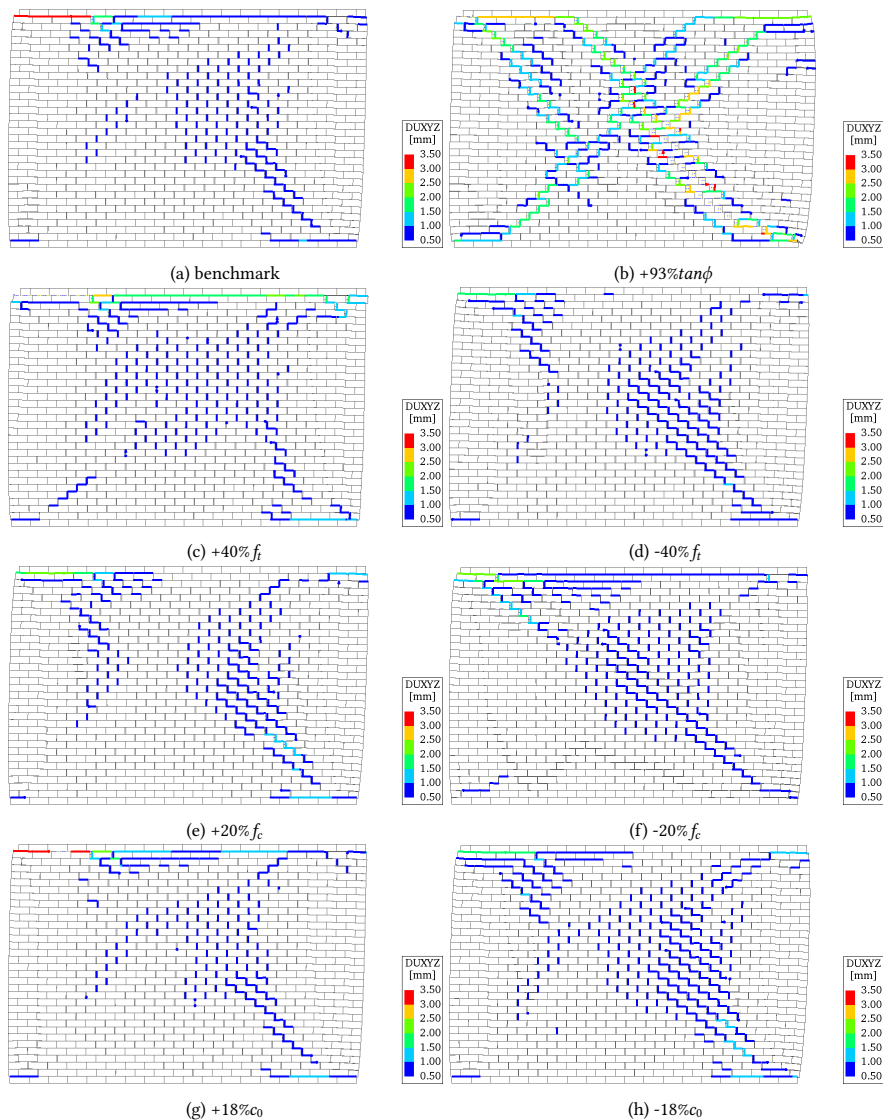 DUXYZ
[mm]
3.50
3.00
2.50
2.00
1.50
1.00
0.50
DUXYZ
[mm]
3.50
3.00
2.50
2.00
1.50
1.00
0.50
(a) benchmark
(b) +93%tanϕ
DUXYZ
[mm]
3.50
3.00
2.50
2.00
1.50
1.00
0.50
DUXYZ
[mm]
3.50
3.00
2.50
2.00
1.50
1.00
0.50
(c) +40% fₜ
(d) -40% fₜ
DUXYZ
[mm]
3.50
3.00
2.50
2.00
1.50
1.00
0.50
DUXYZ
[mm]
3.50
3.00
2.50
2.00
1.50
1.00
0.50
(e) +20% f_c
(f) -20% f_c
DUXYZ
[mm]
3.50
3.00
2.50
2.00
1.50
1.00
0.50
DUXYZ
[mm]
3.50
3.00
2.50
2.00
1.50
1.00
0.50
(g) +18%c₀
(h) -18%c₀